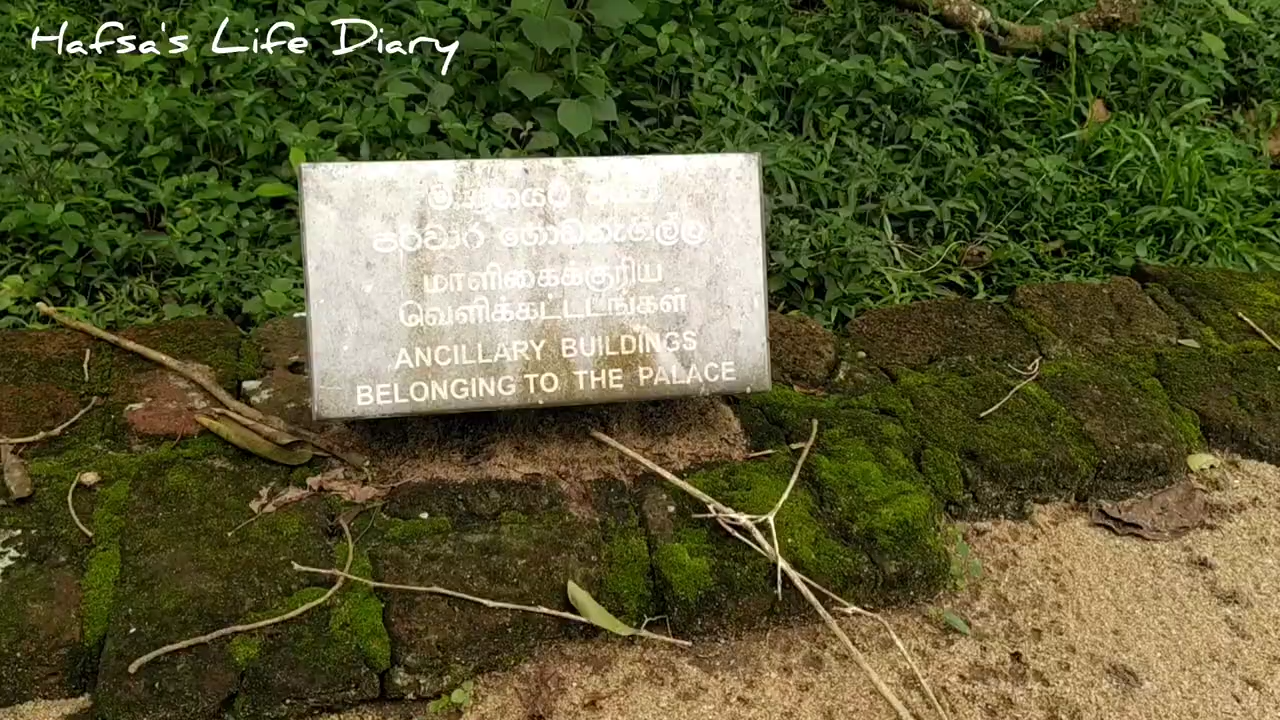 Hafsa's Life Diary
පරිවාර ගොඩනැගිලි
மாளிகைக்குரிய
வெளிக்கட்டடங்கள்
ANCILLARY BUILDINGS
BELONGING TO THE PALACE